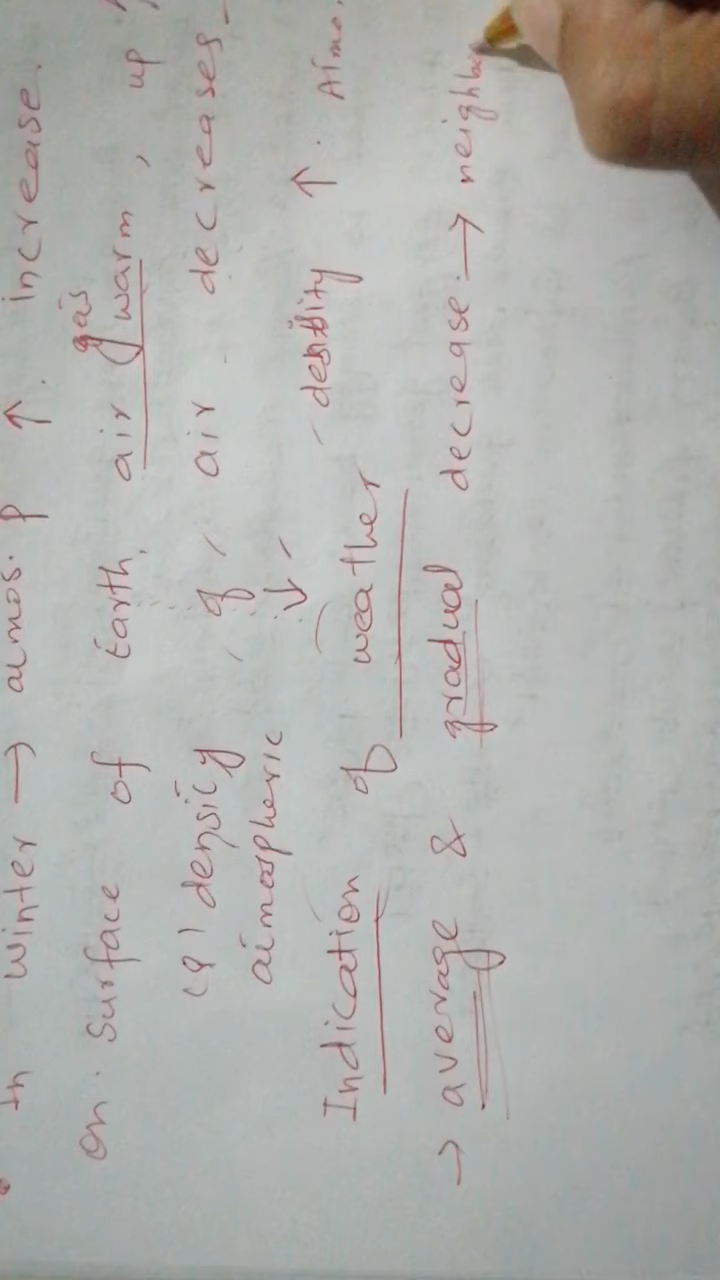 In winter → atmos. P ↑. increase.
on surface of Earth, air gas warm, up
(ρ) density of air decreases
atmospheric ↓ - density ↑. Atmo.
Indication of weather
→ average & gradual decrease. → neighb